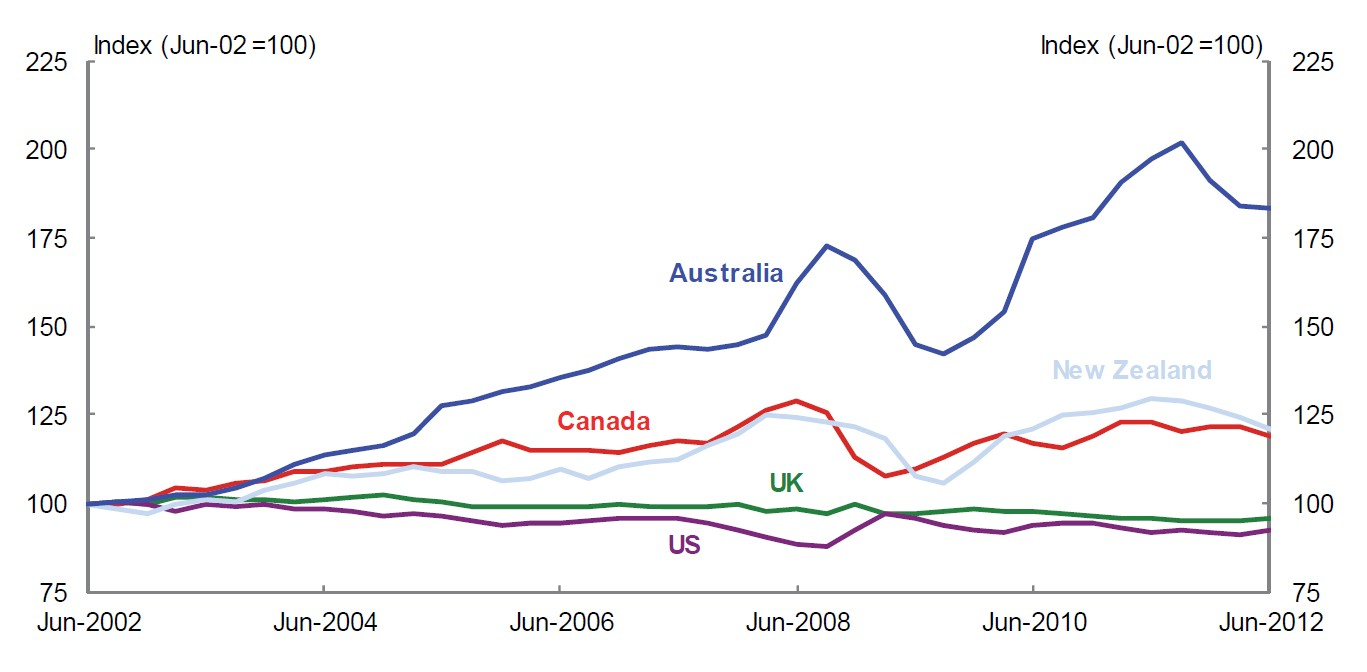 Index (Jun-02 =100) Index (Jun-02 =100)
225 225
200 200
175 175
Australia
150 150
New Zealand
125 125
Canada
UK
100 100
US
75 75
Jun-2002 Jun-2004 Jun-2006 Jun-2008 Jun-2010 Jun-2012